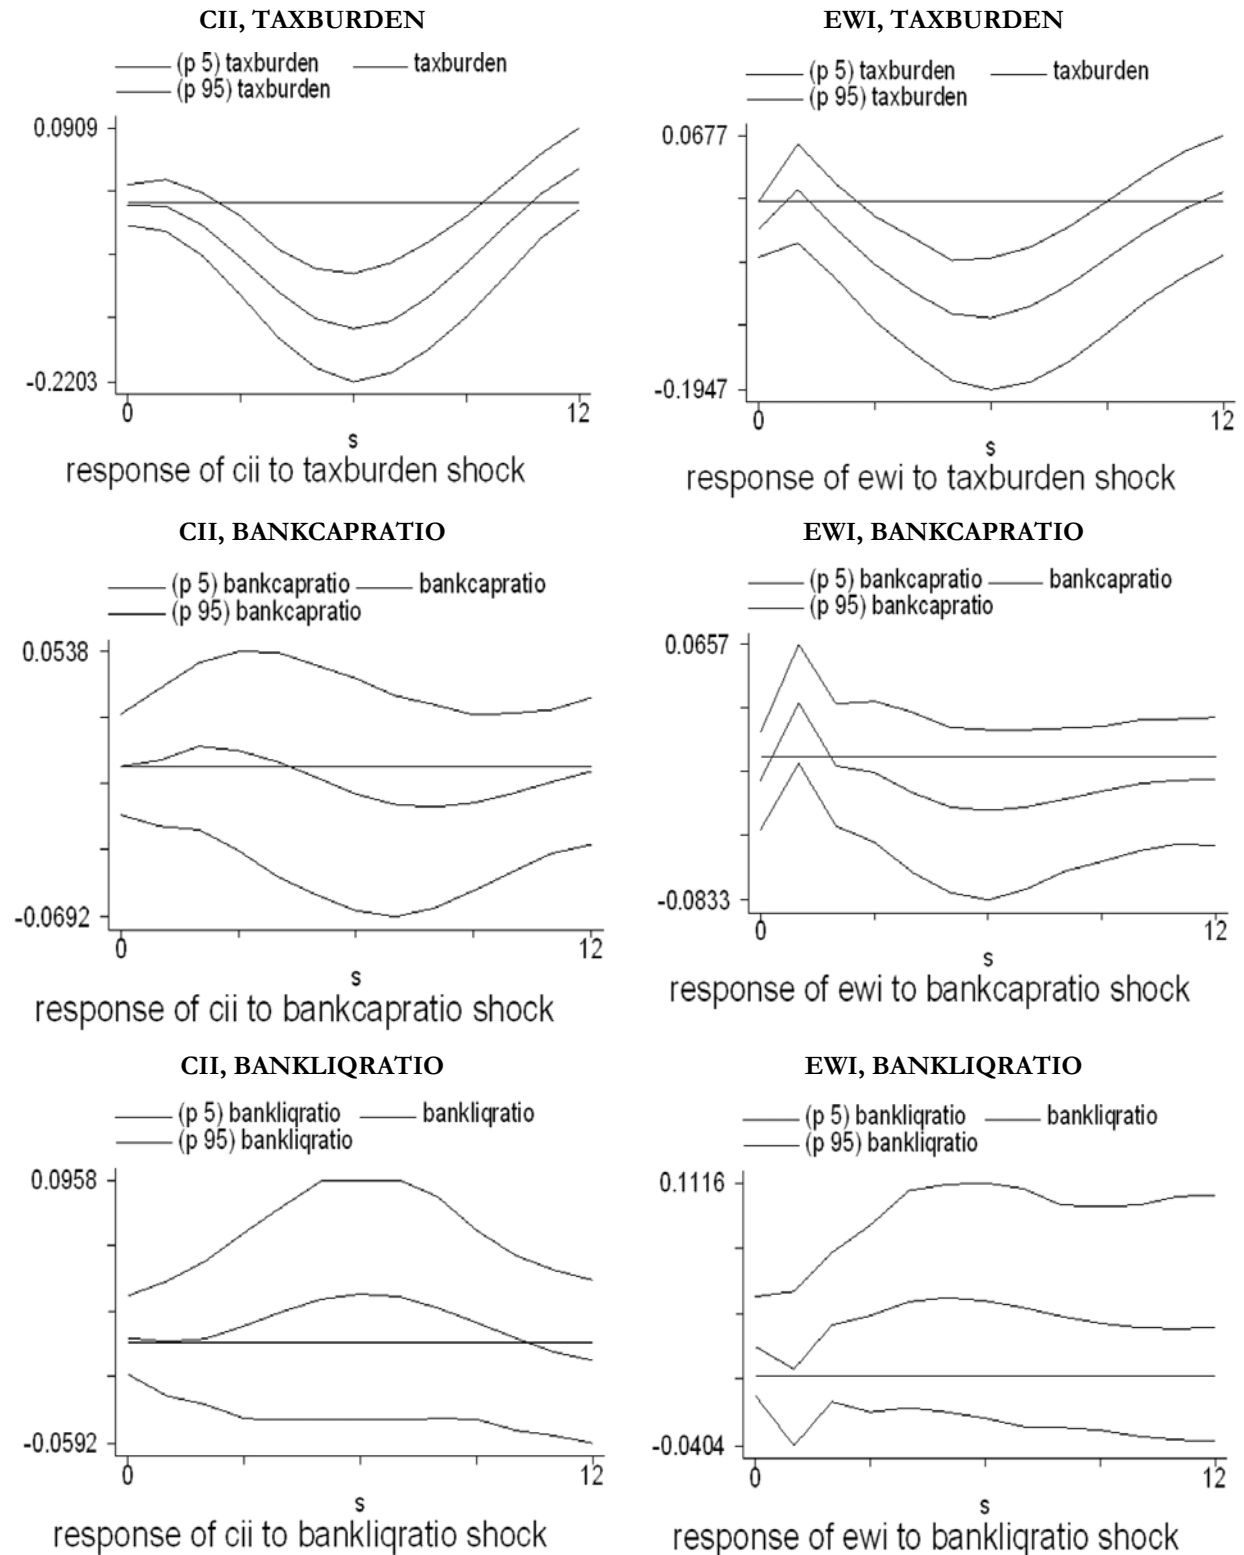 CII, TAXBURDEN
(p 5) taxburden taxburden
(p 95) taxburden
0.0909
-0.2203
0 12
s
response of cii to taxburden shock
EWI, TAXBURDEN
(p 5) taxburden taxburden
(p 95) taxburden
0.0677
-0.1947
0 12
s
response of ewi to taxburden shock
CII, BANKCAPRATIO
(p 5) bankcapratio bankcapratio
(p 95) bankcapratio
0.0538
-0.0692
0 12
s
response of cii to bankcapratio shock
EWI, BANKCAPRATIO
(p 5) bankcapratio bankcapratio
(p 95) bankcapratio
0.0657
-0.0833
0 12
s
response of ewi to bankcapratio shock
CII, BANKLIQRATIO
(p 5) bankliqratio bankliqratio
(p 95) bankliqratio
0.0958
-0.0592
0 12
s
response of cii to bankliqratio shock
EWI, BANKLIQRATIO
(p 5) bankliqratio bankliqratio
(p 95) bankliqratio
0.1116
-0.0404
0 12
s
response of ewi to bankliqratio shock